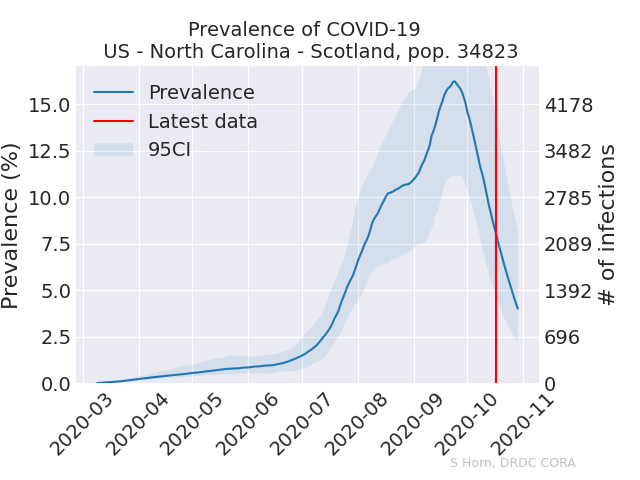 Prevalence of COVID-19
US - North Carolina - Scotland, pop. 34823
Prevalence
Latest data
95CI
Prevalence (%)
15.0
12.5
10.0
7.5
5.0
2.5
0.0
4178
3482
2785
2089
1392
696
0
# of infections
2020-03
2020-04
2020-05
2020-06
2020-07
2020-08
2020-09
2020-10
2020-11
S Horn, DRDC CORA